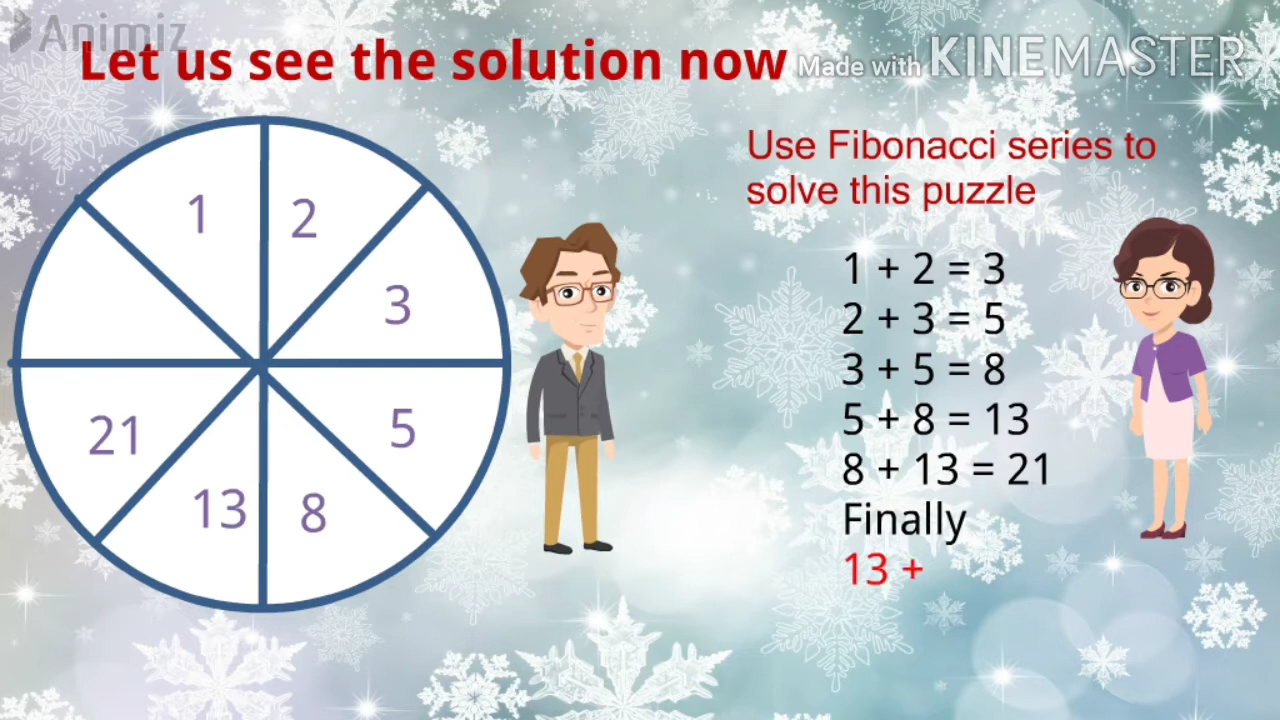 Animiz
Let us see the solution now
Made with KINEMASTER
Use Fibonacci series to
solve this puzzle
1
2
3
5
8
13
21
1 + 2 = 3
2 + 3 = 5
3 + 5 = 8
5 + 8 = 13
8 + 13 = 21
Finally
13 +